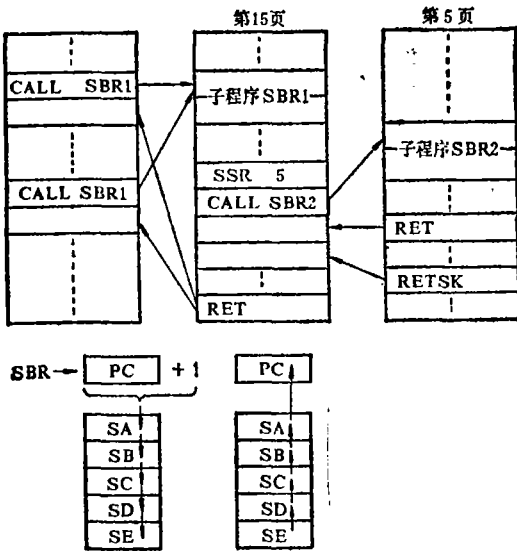 第15页
第5页
CALL SBR1
子程序SBR1
子程序SBR2
SSR 5
CALL SBR1
CALL SBR2
RET
RETSK
RET
SBR
PC
+1
PC
SA
SB
SC
SD
SE
SA
SB
SC
SD
SE